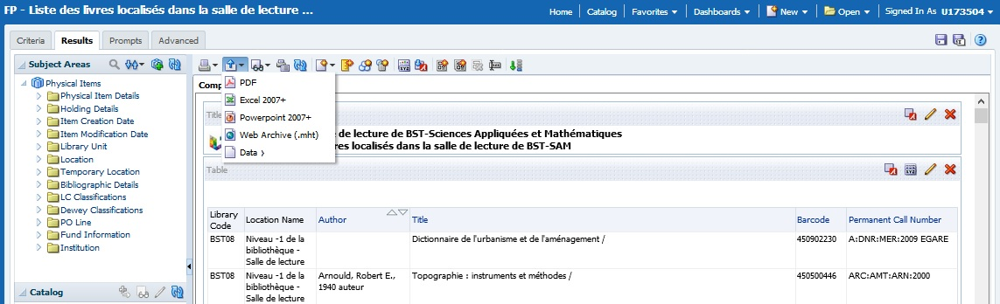 FP - Liste des livres localisés dans la salle de lecture ...
Home Catalog Favorites Dashboards New Open Signed In As U173504
Criteria Results Prompts Advanced
Subject Areas
Physical Items
Physical Item Details
Holding Details
Item Creation Date
Item Modification Date
Library Unit
Location
Temporary Location
Bibliographic Details
LC Classifications
Dewey Classifications
PO Line
Fund Information
Institution
Catalog
PDF
Excel 2007+
Powerpoint 2007+
Web Archive (.mht)
Data
Comp
Title
de lecture de BST-Sciences Appliquées et Mathématiques
res localisés dans la salle de lecture de BST-SAM
Table
Library Code Location Name Author Title Barcode Permanent Call Number
BST08 Niveau -1 de la Dictionnaire de l'urbanisme et de l'aménagement / 450902230 A:DNR:MER:2009 EGARE
bibliothèque -
Salle de lecture
BST08 Niveau -1 de la Arnould, Robert E., Topographie : instruments et méthodes / 450500446 ARC:AMT:ARN:2000
bibliothèque - 1940 auteur
Salle de lecture